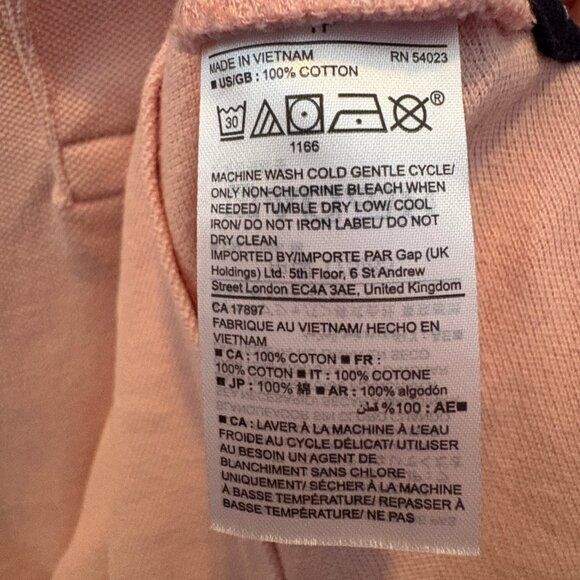 MADE IN VIETNAM RN 54023
■ US/GB : 100% COTTON
30 ®
1166
MACHINE WASH COLD GENTLE CYCLE/
ONLY NON-CHLORINE BLEACH WHEN
NEEDED/ TUMBLE DRY LOW/ COOL
IRON/ DO NOT IRON LABEL/ DO NOT
DRY CLEAN
IMPORTED BY/IMPORTE PAR Gap (UK
Holdings) Ltd. 5th Floor, 6 St Andrew
Street London EC4A 3AE, United Kingdom
CA 17897
FABRIQUE AU VIETNAM/ HECHO EN
VIETNAM
■ CA : 100% COTON ■ FR :
100% COTON ■ IT : 100% COTONE
■ JP : 100% 綿 ■ AR : 100% algodón
■AE : 100% قطن
■ CA : LAVER À LA MACHINE À L'EAU
FROIDE AU CYCLE DÉLICAT/ UTILISER
AU BESOIN UN AGENT DE
BLANCHIMENT SANS CHLORE
UNIQUEMENT/ SÉCHER À LA MACHINE
À BASSE TEMPÉRATURE/ REPASSER À
BASSE TEMPÉRATURE/ NE PAS